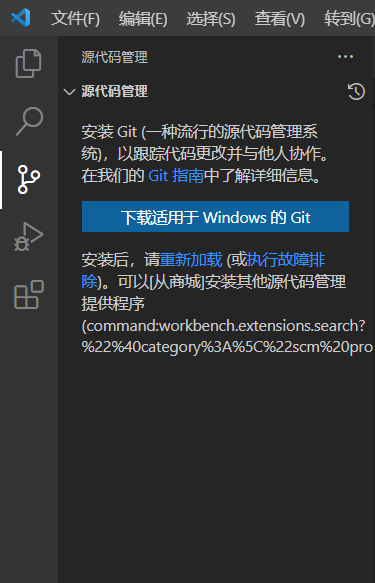 文件(F) 编辑(E) 选择(S) 查看(V) 转到(G)
源代码管理
源代码管理
安装 Git (一种流行的源代码管理系
统)，以跟踪代码更改并与他人协作。
在我们的 Git 指南中了解详细信息。
下载适用于 Windows 的 Git
安装后，请重新加载 (或执行故障排
除)。可以[从商城]安装其他源代码管理
提供程序
(command:workbench.extensions.search?
%22%40category%3A%5C%22scm%20pro